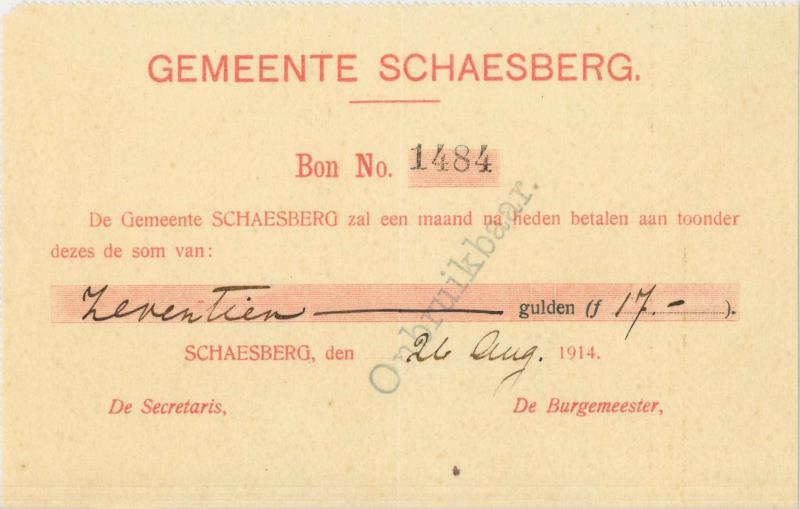 GEMEENTE SCHAESBERG.
Bon No. 1484
De Gemeente SCHAESBERG zal een maand na heden betalen aan toonder
dezes de som van:
Zeventien gulden (f 17.-).
SCHAESBERG, den 26 Aug. 1914.
De Secretaris, De Burgemeester,
Onbruikbaar.